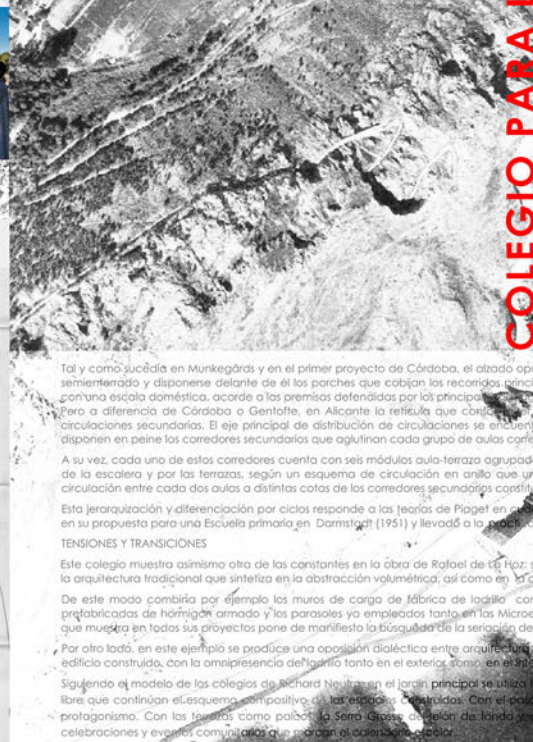 COLEGIO PARA
Tal y como sucedía en Munkegårds y en el primer proyecto de Córdoba, el alzado
semienterrado y disponerse delante de él los porches que cobijan los recorridos
con una escala doméstica, acorde a las premisas defendidas por los
Pero a diferencia de Córdoba o Gentofte, en Alicante la retícula que
circulaciones secundarias. El eje principal de distribución de circulaciones se
disponen en peine los corredores secundarios que aglutinan cada grupo de aulas
A su vez, cada uno de estos corredores cuenta con seis módulos aula-terraza
de la escalera y por las terrazas, según un esquema de circulación en anillo que
circulación entre cada dos aulas a distintas cotas de los corredores secundarios
Esta jerarquización y diferenciación por ciclos responde a las teorías de Piaget en
en su propuesta para una Escuela primaria en Darmstadt (1951) y llevado a la
TENSIONES Y TRANSICIONES
Este colegio muestra asimismo otra de las constantes en la obra de Rafael de La Hoz:
la arquitectura tradicional que sintetiza en la abstracción volumétrica, así como en
De este modo combina por ejemplo los muros de carga de fábrica de ladrillo
prefabricadas de hormigón armado y los parasoles ya empleados tanto en las
que muestra en todos sus proyectos pone de manifiesto la búsqueda de la seriación
Por otro lado, en este ejemplo se produce una oposición dialéctica entre arquitectura
edificio construido, con la omnipresencia del ladrillo tanto en el exterior como en el
Siguiendo el modelo de los colegios de Richard Neutra en el jardín principal se utiliza
libre que continúan el esquema compositivo de los espacios construidos. Con el
protagonismo. Con las terrazas como palcos, la Serra Grossa de telón de fondo
celebraciones y eventos comunitarios que marcan el calendario escolar.